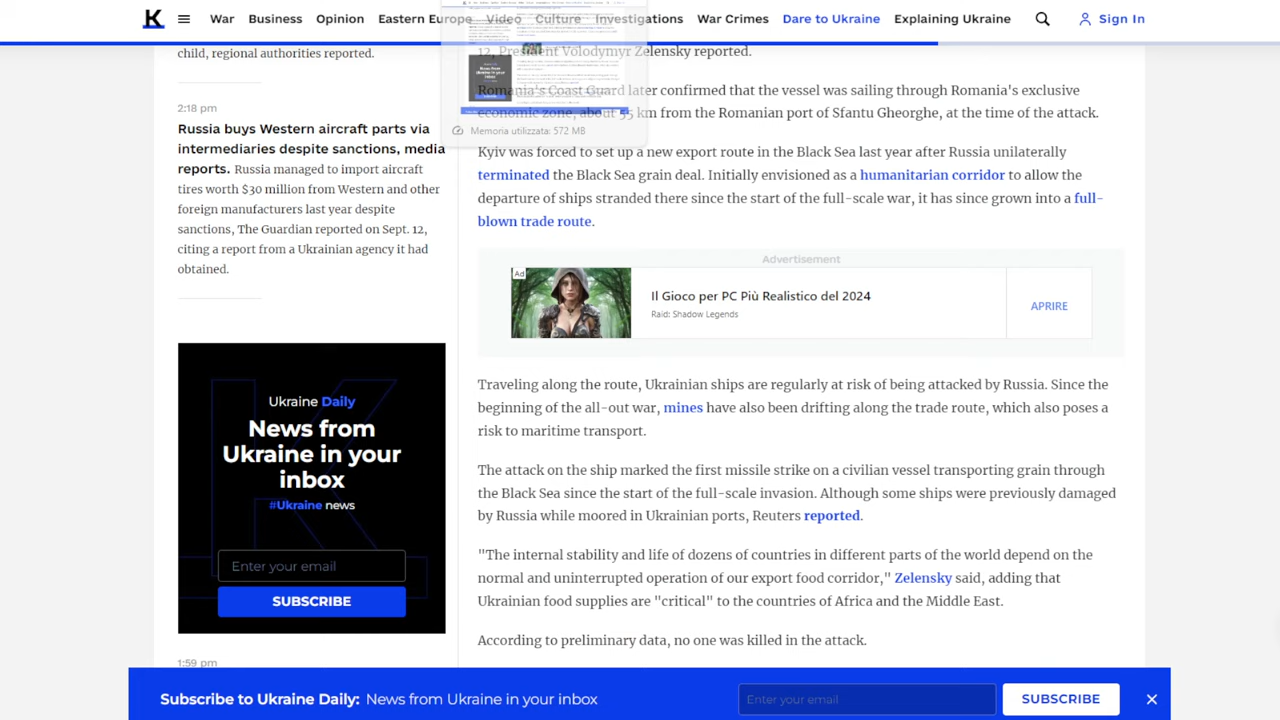 K
War Business Opinion Eastern Europe Video Culture Investigations War Crimes Dare to Ukraine Explaining Ukraine Sign In
child, regional authorities reported.
2:18 pm
Russia buys Western aircraft parts via
intermediaries despite sanctions, media
reports. Russia managed to import aircraft
tires worth $30 million from Western and other
foreign manufacturers last year despite
sanctions, The Guardian reported on Sept. 12,
citing a report from a Ukrainian agency it had
obtained.
Ukraine Daily
News from
Ukraine in your
inbox
#Ukraine news
Enter your email
SUBSCRIBE
1:59 pm
12, President Volodymyr Zelensky reported.
Romania's Coast Guard later confirmed that the vessel was sailing through Romania's exclusive
economic zone, about 55 km from the Romanian port of Sfantu Gheorghe, at the time of the attack.
Memoria utilizzata: 572 MB
Kyiv was forced to set up a new export route in the Black Sea last year after Russia unilaterally
terminated the Black Sea grain deal. Initially envisioned as a humanitarian corridor to allow the
departure of ships stranded there since the start of the full-scale war, it has since grown into a full-
blown trade route.
Advertisement
Ad
Il Gioco per PC Più Realistico del 2024
Raid: Shadow Legends
APRIRE
Traveling along the route, Ukrainian ships are regularly at risk of being attacked by Russia. Since the
beginning of the all-out war, mines have also been drifting along the trade route, which also poses a
risk to maritime transport.
The attack on the ship marked the first missile strike on a civilian vessel transporting grain through
the Black Sea since the start of the full-scale invasion. Although some ships were previously damaged
by Russia while moored in Ukrainian ports, Reuters reported.
"The internal stability and life of dozens of countries in different parts of the world depend on the
normal and uninterrupted operation of our export food corridor," Zelensky said, adding that
Ukrainian food supplies are "critical" to the countries of Africa and the Middle East.
According to preliminary data, no one was killed in the attack.
Subscribe to Ukraine Daily: News from Ukraine in your inbox
Enter your email
SUBSCRIBE